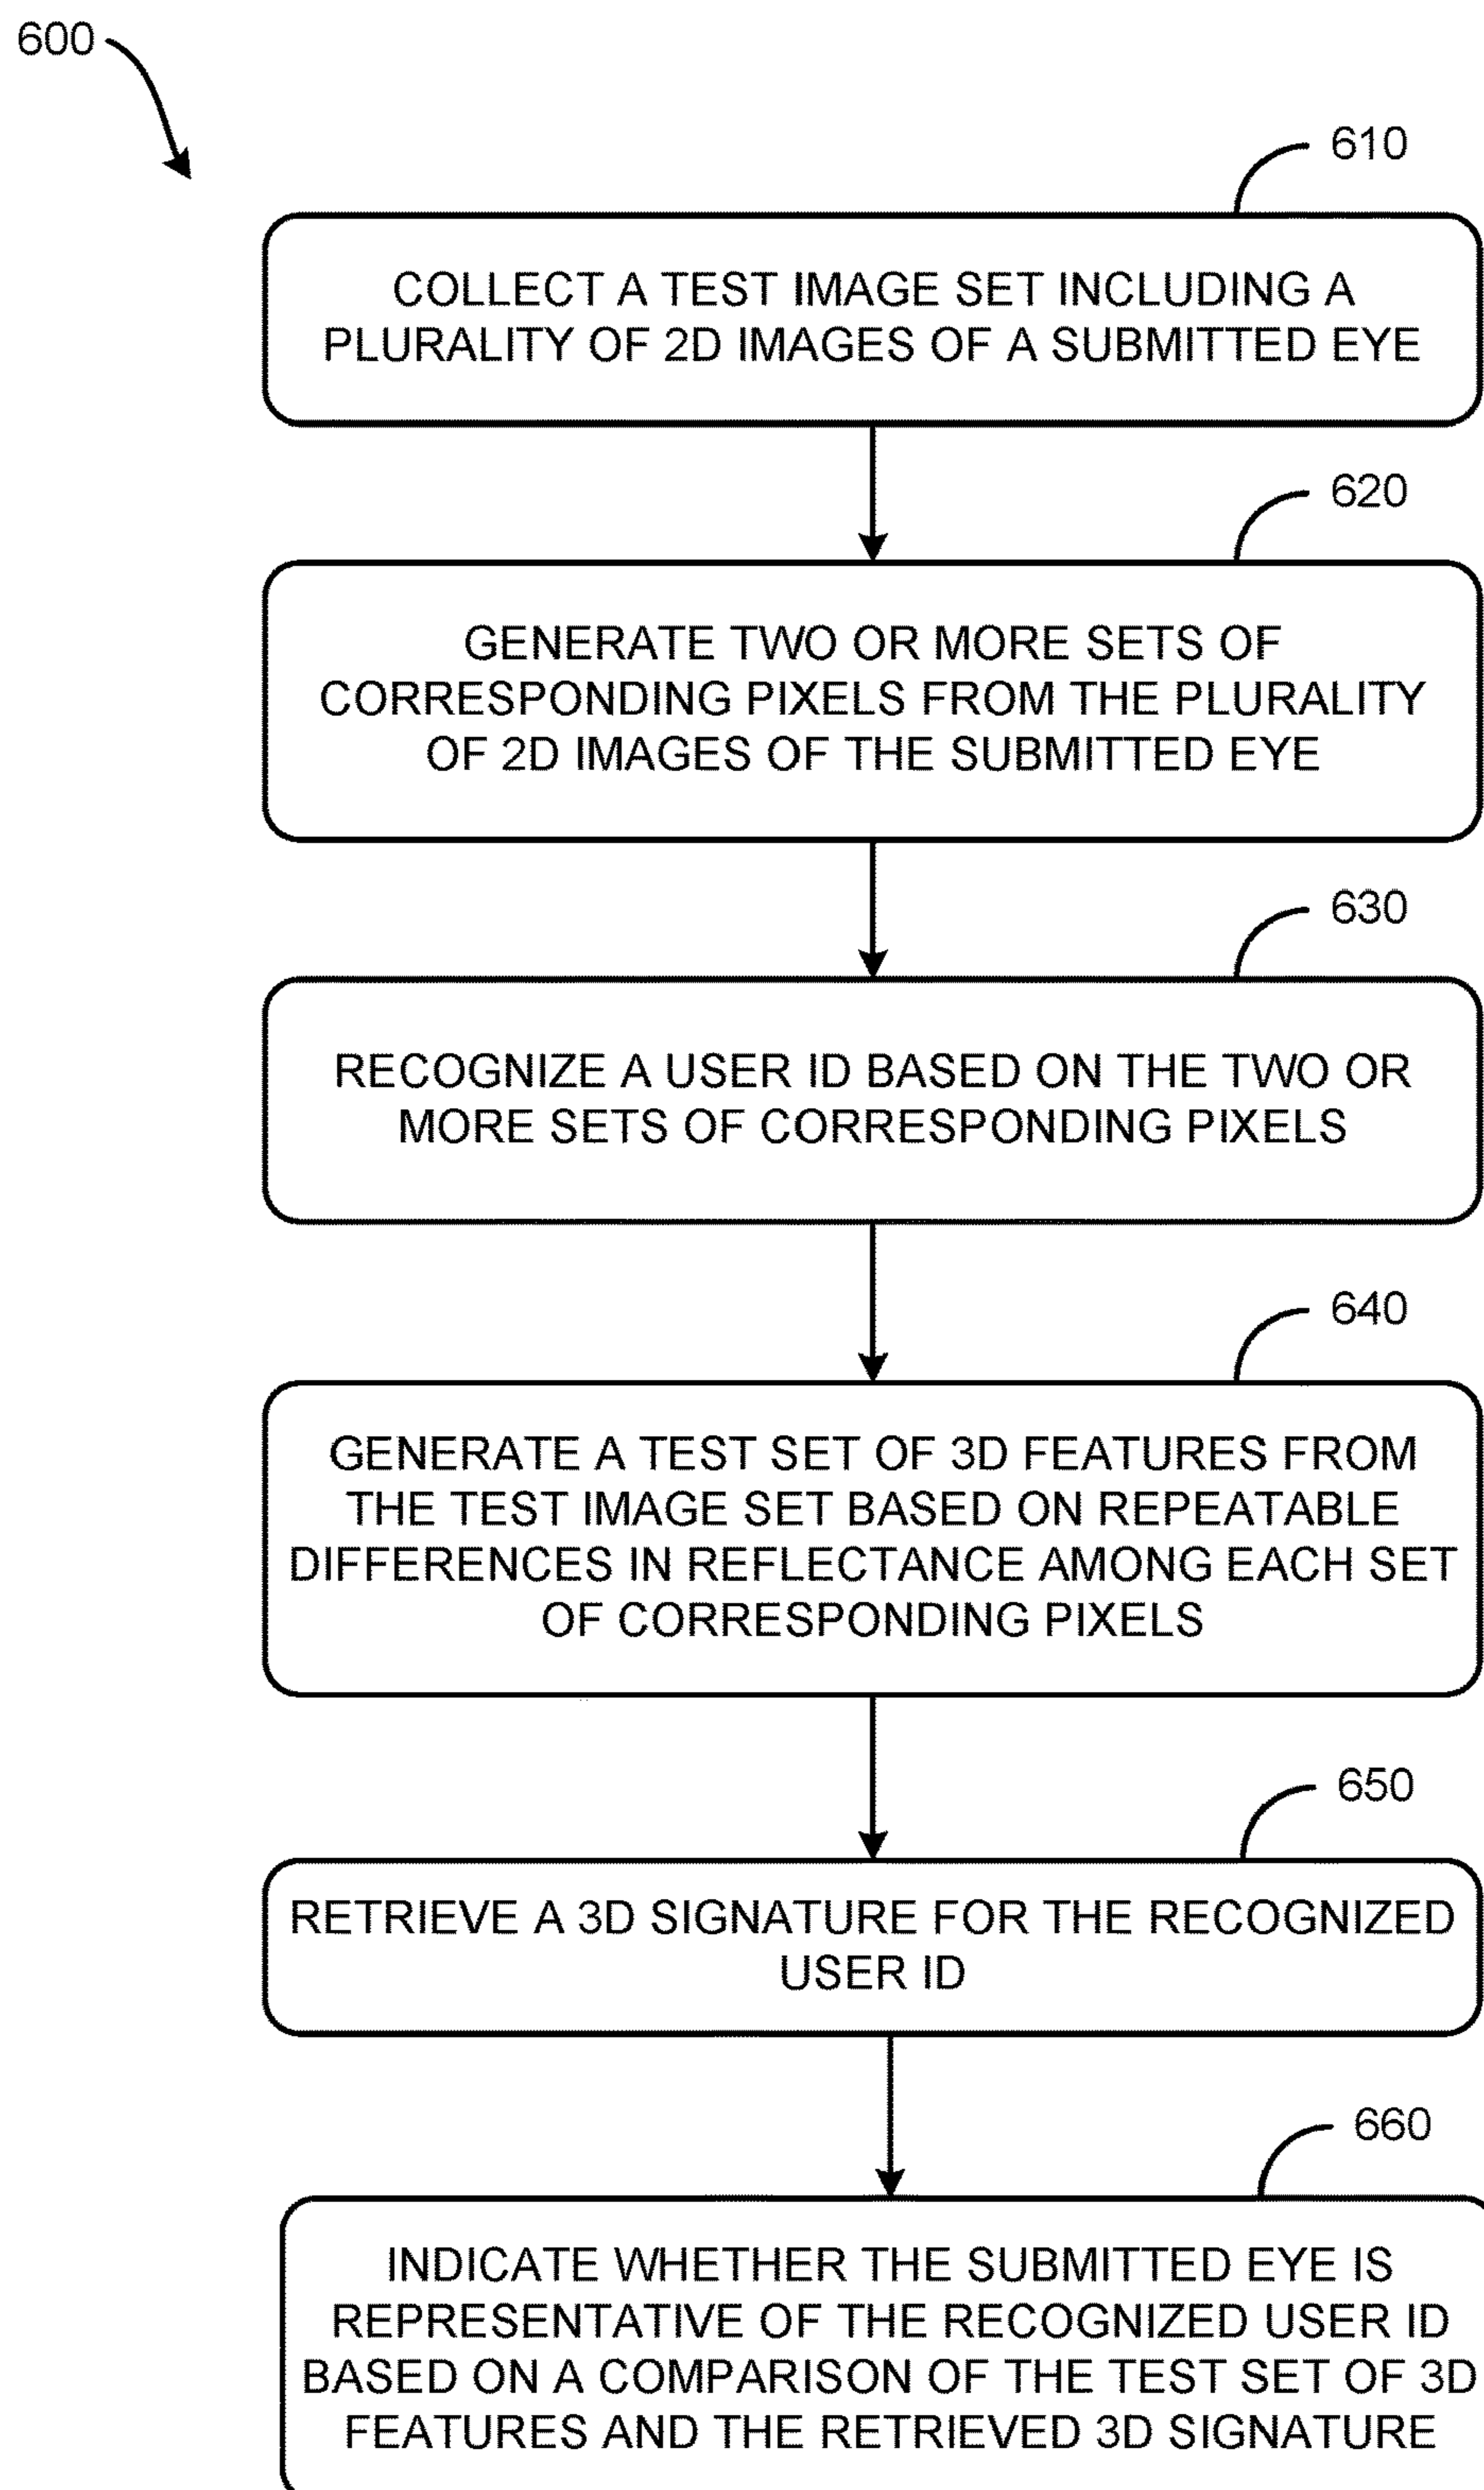 600
610
COLLECT A TEST IMAGE SET INCLUDING A
PLURALITY OF 2D IMAGES OF A SUBMITTED EYE
620
GENERATE TWO OR MORE SETS OF
CORRESPONDING PIXELS FROM THE PLURALITY
OF 2D IMAGES OF THE SUBMITTED EYE
630
RECOGNIZE A USER ID BASED ON THE TWO OR
MORE SETS OF CORRESPONDING PIXELS
640
GENERATE A TEST SET OF 3D FEATURES FROM
THE TEST IMAGE SET BASED ON REPEATABLE
DIFFERENCES IN REFLECTANCE AMONG EACH SET
OF CORRESPONDING PIXELS
650
RETRIEVE A 3D SIGNATURE FOR THE RECOGNIZED
USER ID
660
INDICATE WHETHER THE SUBMITTED EYE IS
REPRESENTATIVE OF THE RECOGNIZED USER ID
BASED ON A COMPARISON OF THE TEST SET OF 3D
FEATURES AND THE RETRIEVED 3D SIGNATURE